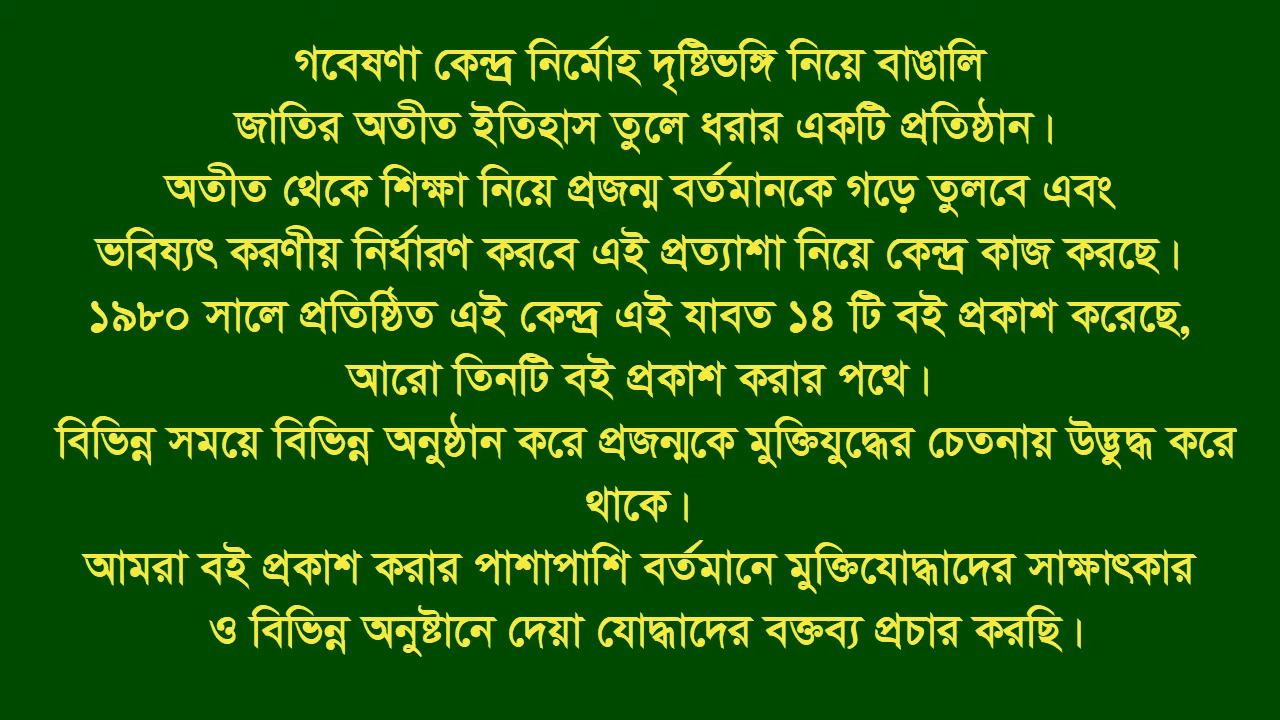 গবেষণা কেন্দ্র নির্মোহ দৃষ্টিভঙ্গি নিয়ে বাঙালি
জাতির অতীত ইতিহাস তুলে ধরার একটি প্রতিষ্ঠান।
অতীত থেকে শিক্ষা নিয়ে প্রজন্ম বর্তমানকে গড়ে তুলবে এবং
ভবিষ্যৎ করণীয় নির্ধারণ করবে এই প্রত্যাশা নিয়ে কেন্দ্র কাজ করছে।
১৯৮০ সালে প্রতিষ্ঠিত এই কেন্দ্র এই যাবত ১৪ টি বই প্রকাশ করেছে,
আরো তিনটি বই প্রকাশ করার পথে।
বিভিন্ন সময়ে বিভিন্ন অনুষ্ঠান করে প্রজন্মকে মুক্তিযুদ্ধের চেতনায় উদ্ভুদ্ধ করে
থাকে।
আমরা বই প্রকাশ করার পাশাপাশি বর্তমানে মুক্তিযোদ্ধাদের সাক্ষাৎকার
ও বিভিন্ন অনুষ্টানে দেয়া যোদ্ধাদের বক্তব্য প্রচার করছি।